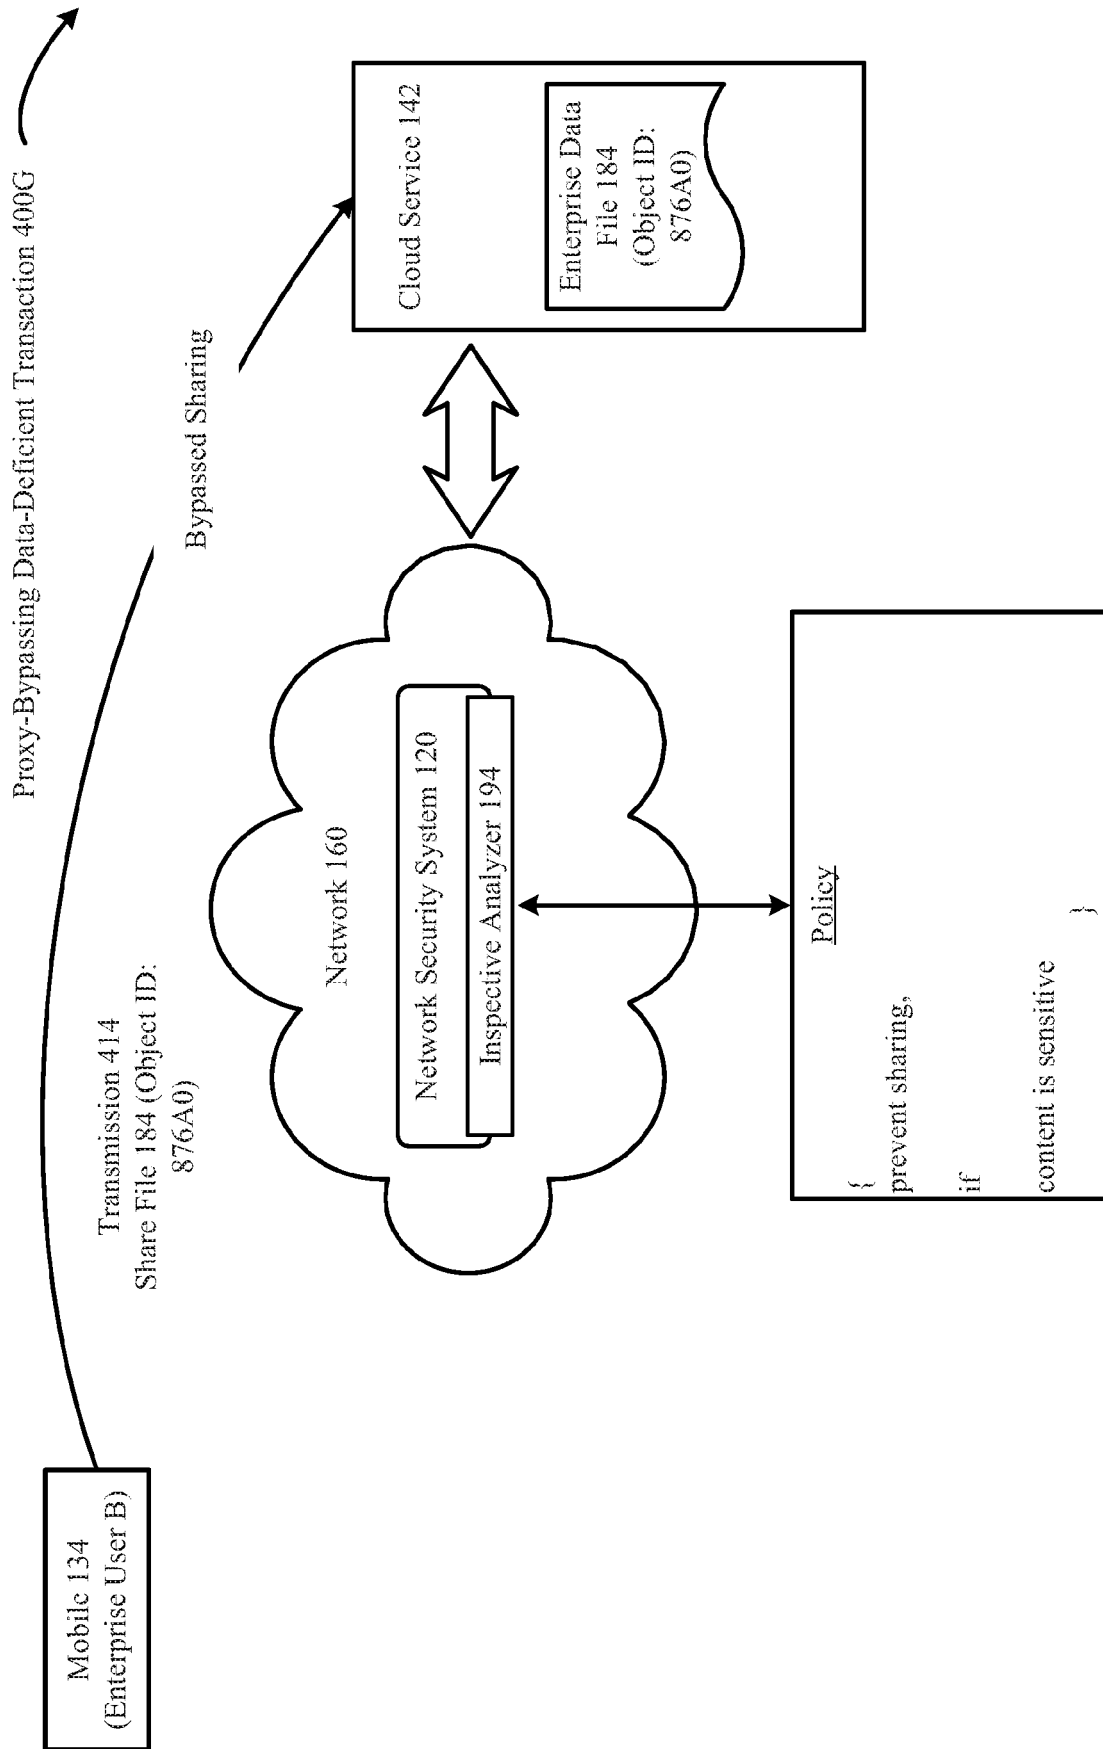 Proxy-Bypassing Data-Deficient Transaction 400G
Mobile 134
(Enterprise User B)
Transmission 414
Share File 184 (Object ID:
876A0)
Bypassed Sharing
Network 160
Network Security System 120
Inspective Analyzer 194
Cloud Service 142
Enterprise Data
File 184
(Object ID:
876A0)
Policy
{
prevent sharing,
if
content is sensitive
}